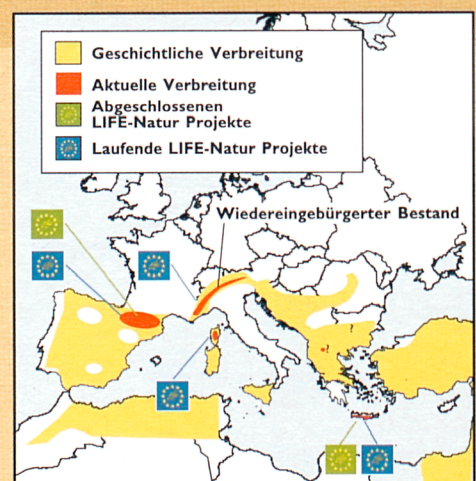 Geschichtliche Verbreitung
Aktuelle Verbreitung
Abgeschlossenen
LIFE-Natur Projekte
Laufende LIFE-Natur Projekte
Wiedereingebürgerter Bestand